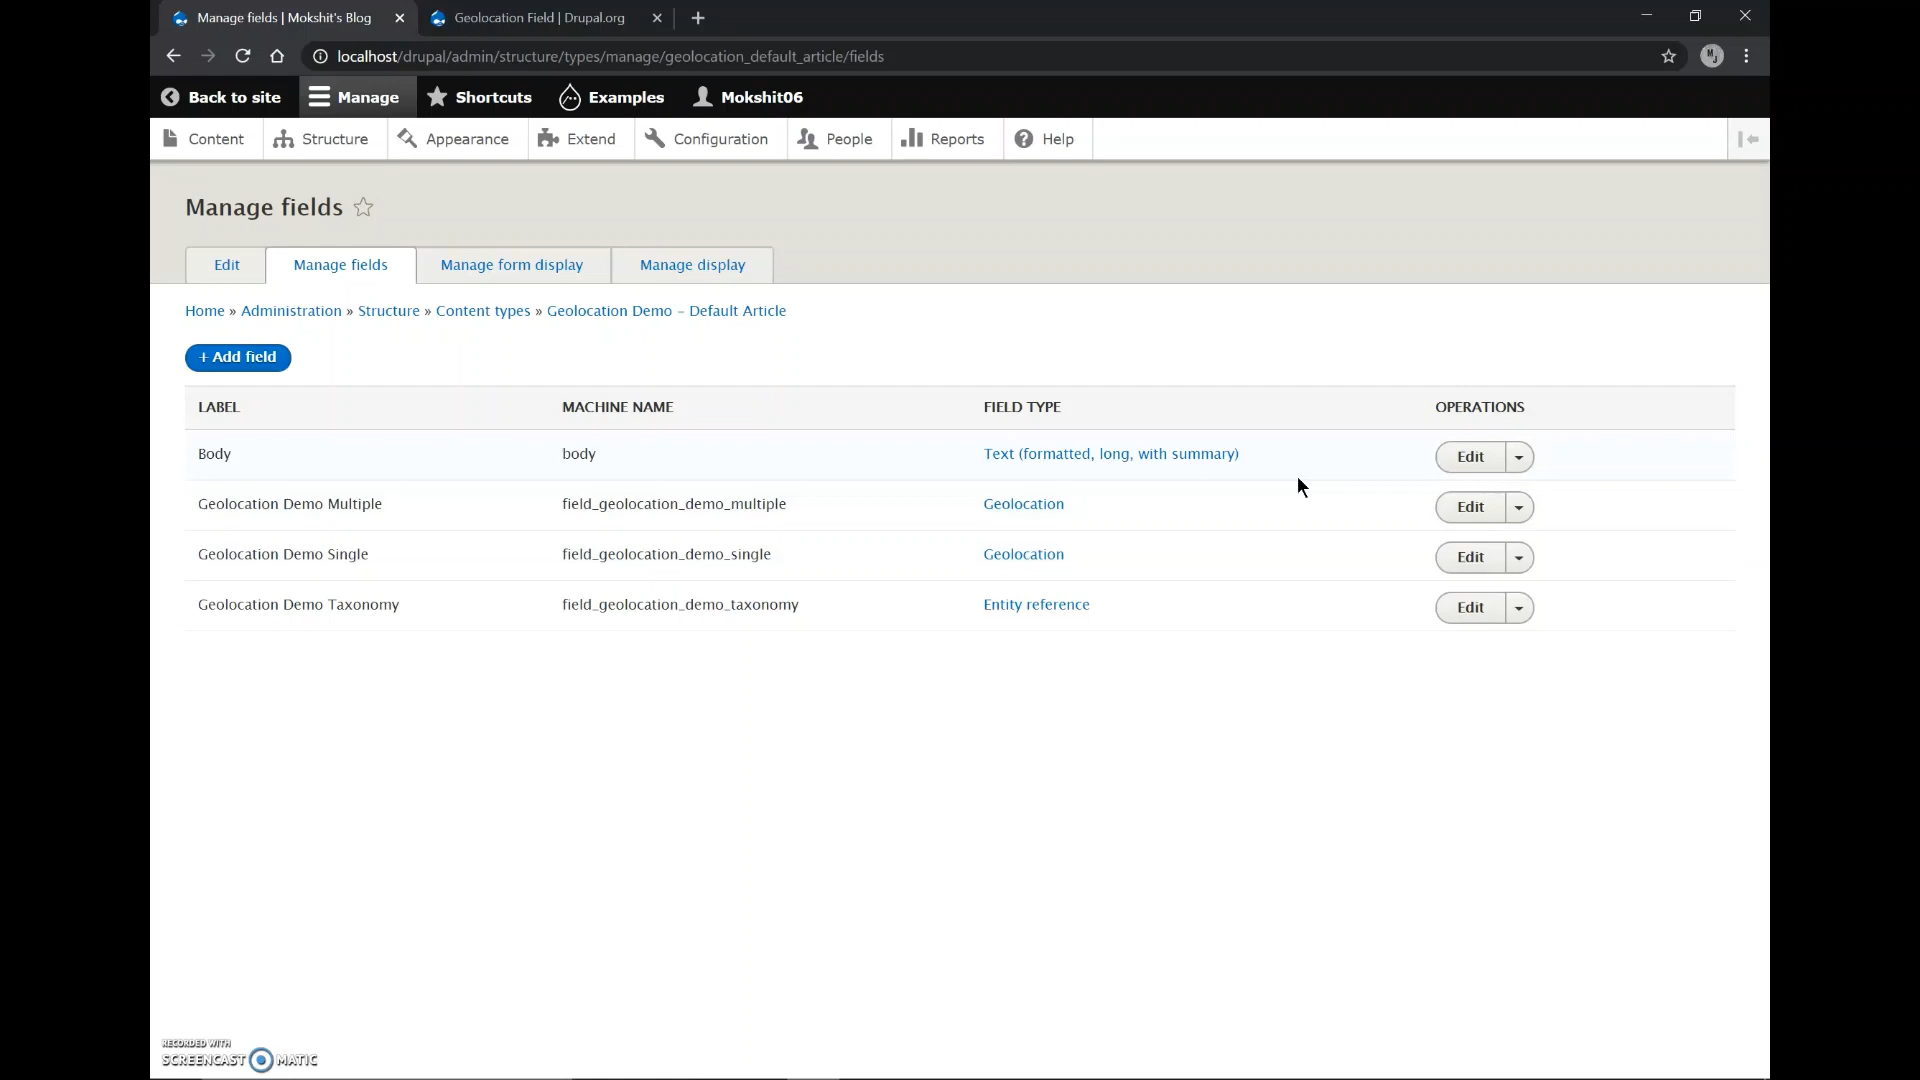 Manage fields | Mokshit's Blog
Geolocation Field | Drupal.org
localhost/drupal/admin/structure/types/manage/geolocation_default_article/fields
MJ
Back to site
Manage
Shortcuts
Examples
Mokshit06
Content
Structure
Appearance
Extend
Configuration
People
Reports
Help
Manage fields
Edit
Manage fields
Manage form display
Manage display
Home » Administration » Structure » Content types » Geolocation Demo – Default Article
+ Add field
LABEL MACHINE NAME FIELD TYPE OPERATIONS
Body body Text (formatted, long, with summary) Edit
Geolocation Demo Multiple field_geolocation_demo_multiple Geolocation Edit
Geolocation Demo Single field_geolocation_demo_single Geolocation Edit
Geolocation Demo Taxonomy field_geolocation_demo_taxonomy Entity reference Edit
RECORDED WITH
SCREENCAST MATIC